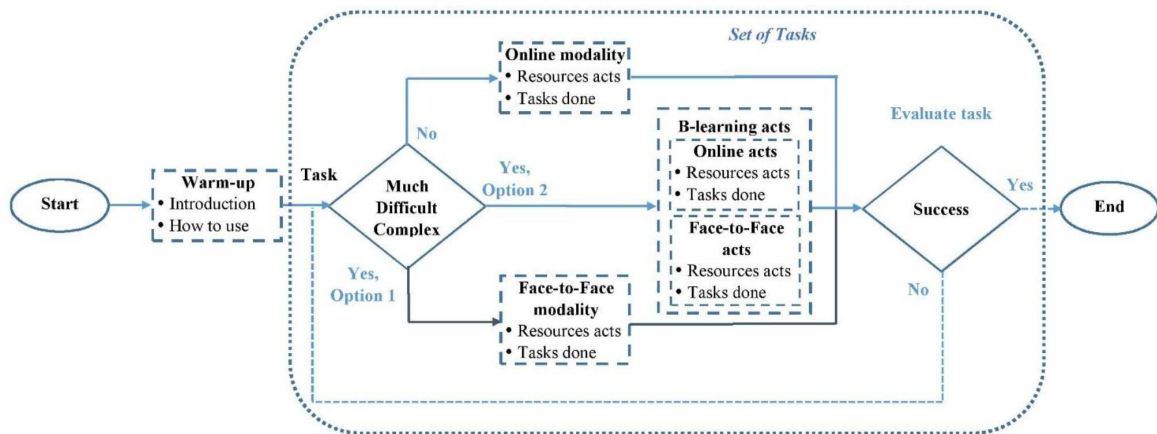 Set of Tasks
Start
Warm-up
• Introduction
• How to use
Task
Much
Difficult
Complex
No
Online modality
• Resources acts
• Tasks done
Yes,
Option 2
B-learning acts
Online acts
• Resources acts
• Tasks done
Face-to-Face
acts
• Resources acts
• Tasks done
Yes,
Option 1
Face-to-Face
modality
• Resources acts
• Tasks done
Evaluate task
Success
Yes
No
End